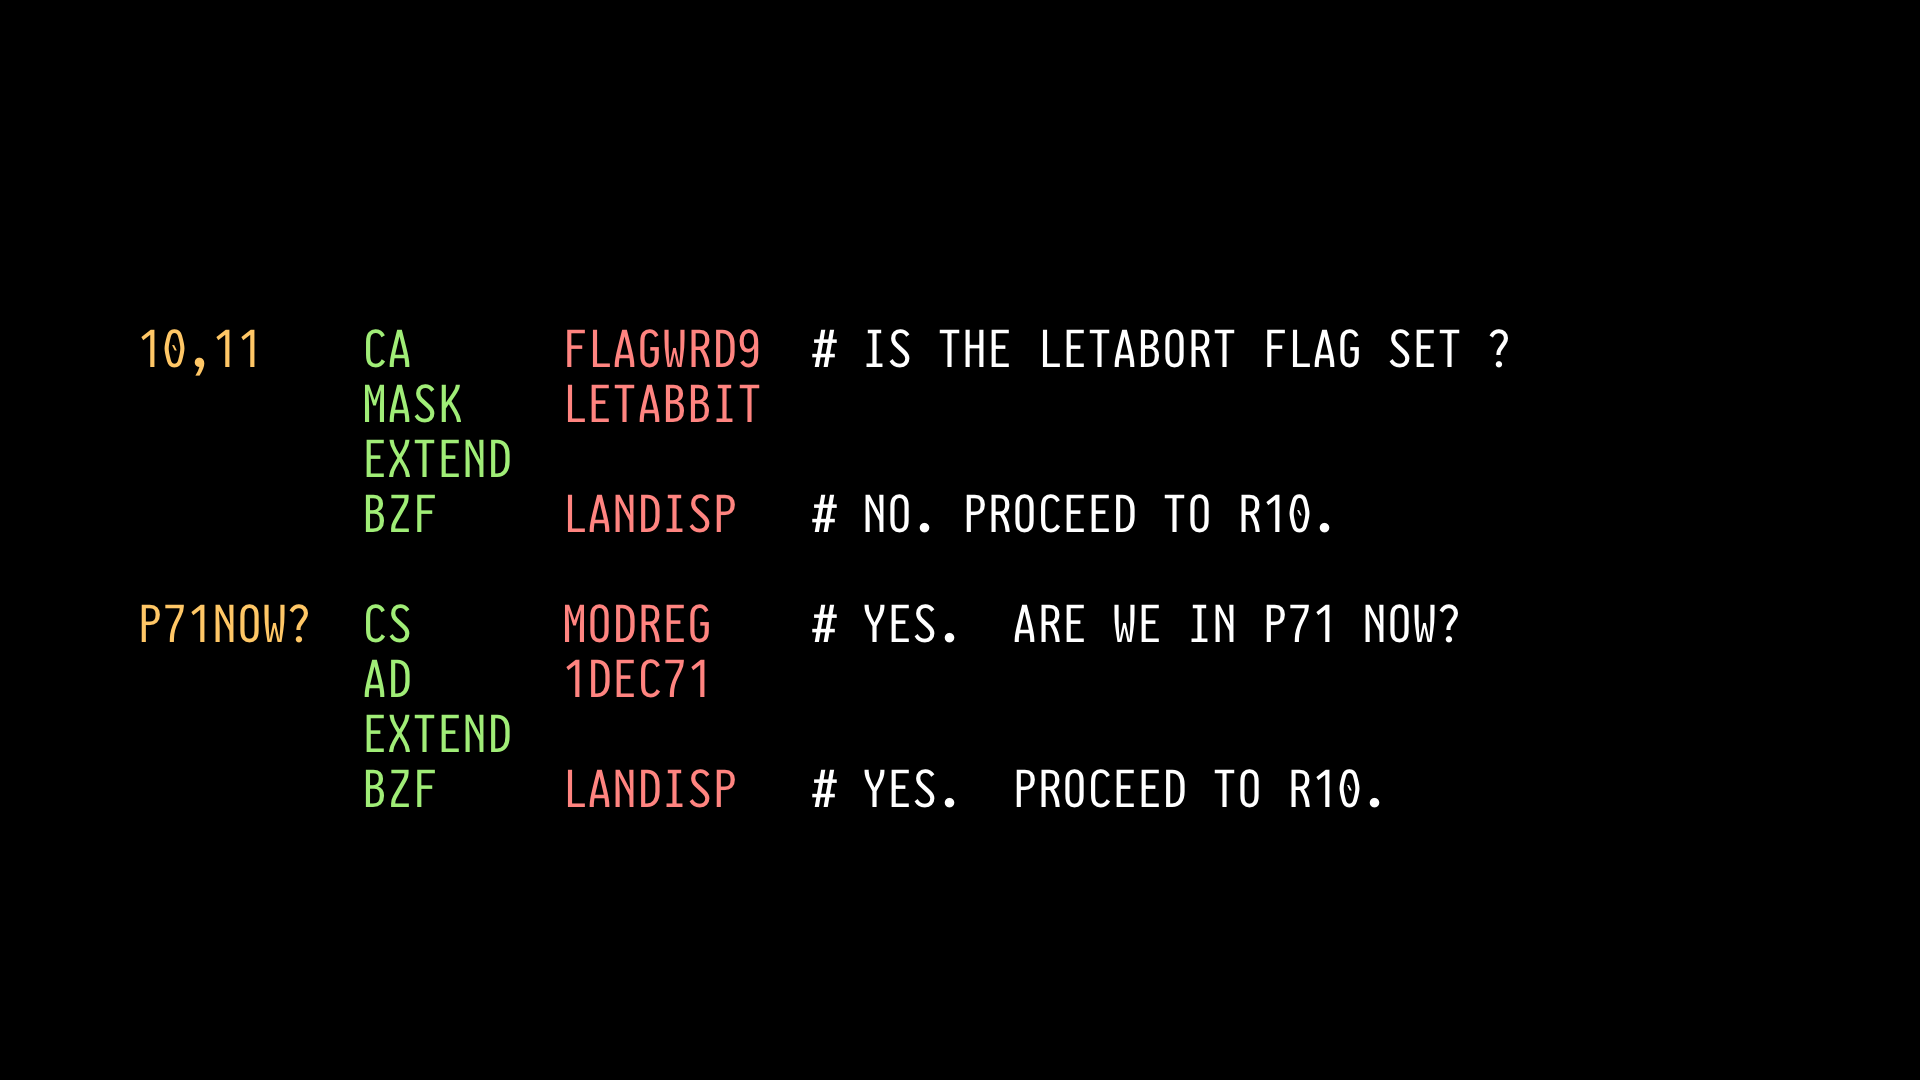 10,11 CA FLAGWRD9 # IS THE LETABORT FLAG SET ?
MASK LETABBIT
EXTEND
BZF LANDISP # NO. PROCEED TO R10.
P71NOW? CS MODREG # YES. ARE WE IN P71 NOW?
AD 1DEC71
EXTEND
BZF LANDISP # YES. PROCEED TO R10.